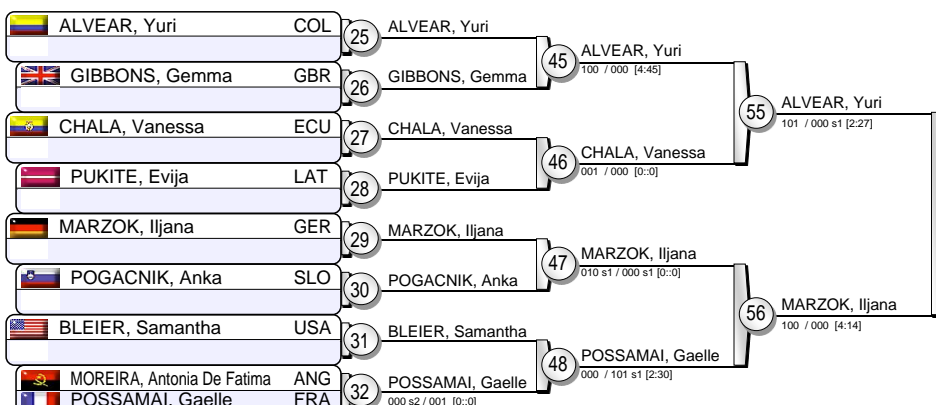 ALVEAR, Yuri COL
GIBBONS, Gemma GBR
CHALA, Vanessa ECU
PUKITE, Evija LAT
MARZOK, Iljana GER
POGACNIK, Anka SLO
BLEIER, Samantha USA
MOREIRA, Antonia De Fatima ANG
POSSAMAI, Gaelle FRA
25 ALVEAR, Yuri
26 GIBBONS, Gemma
27 CHALA, Vanessa
28 PUKITE, Evija
29 MARZOK, Iljana
30 POGACNIK, Anka
31 BLEIER, Samantha
32 POSSAMAI, Gaelle
000 s2 / 001 [0::0]
45 ALVEAR, Yuri
100 / 000 [4:45]
46 CHALA, Vanessa
001 / 000 [0::0]
47 MARZOK, Iljana
010 s1 / 000 s1 [0::0]
48 POSSAMAI, Gaelle
000 / 101 s1 [2:30]
55 ALVEAR, Yuri
101 / 000 s1 [2:27]
56 MARZOK, Iljana
100 / 000 [4:14]